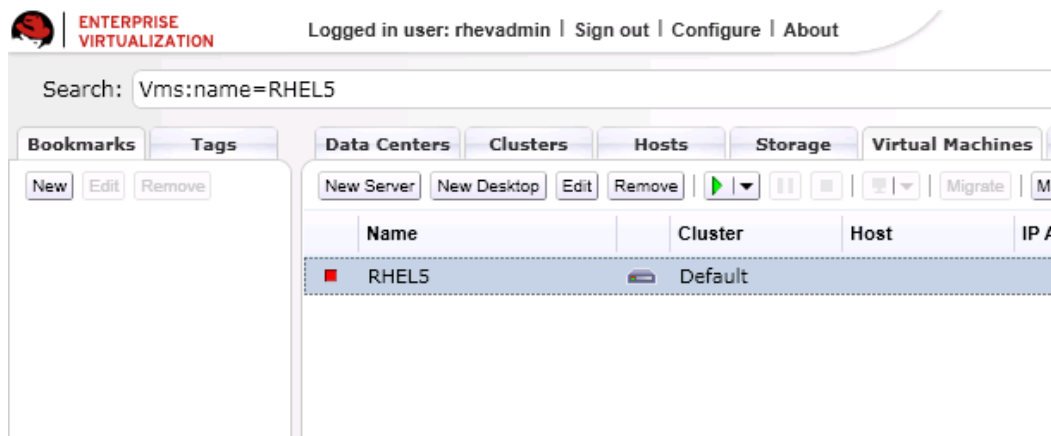 ENTERPRISE
VIRTUALIZATION
Logged in user: rhevadmin | Sign out | Configure | About
Search: Vms:name=RHEL5
Bookmarks Tags
Data Centers Clusters Hosts Storage Virtual Machines
New Edit Remove
New Server New Desktop Edit Remove Migrate M
Name Cluster Host IP A
RHEL5 Default